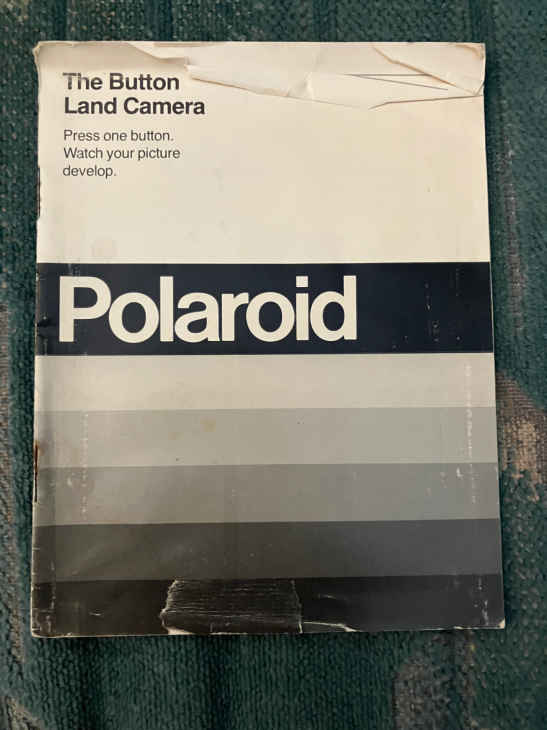 The Button
Land Camera
Press one button.
Watch your picture
develop.
Polaroid